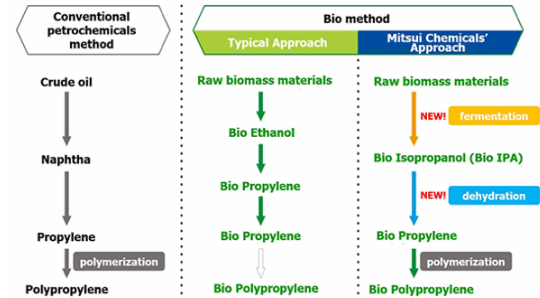 Conventional
petrochemicals
method
Crude oil
Naphtha
Propylene
polymerization
Polypropylene
Bio method
Typical Approach
Raw biomass materials
Bio Ethanol
Bio Propylene
Bio Propylene
Bio Polypropylene
Mitsui Chemicals'
Approach
Raw biomass materials
NEW! fermentation
Bio Isopropanol (Bio IPA)
NEW! dehydration
Bio Propylene
polymerization
Bio Polypropylene